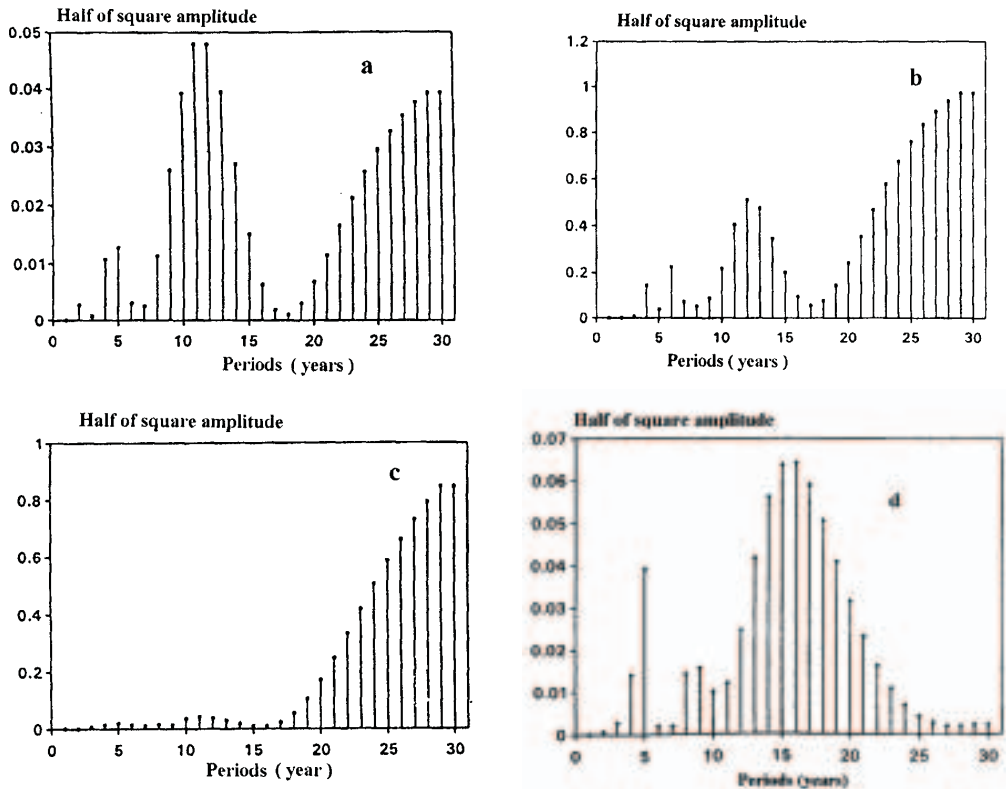 Half of square amplitude
0.05
0.04
0.03
0.02
0.01
0
a
0 5 10 15 20 25 30
Periods ( years )
Half of square amplitude
1.2
1
0.8
0.6
0.4
0.2
0
b
0 5 10 15 20 25 30
Periods ( years )
Half of square amplitude
1
0.8
0.6
0.4
0.2
0
c
0 5 10 15 20 25 30
Periods ( year )
Half of square amplitude
0.07
0.06
0.05
0.04
0.03
0.02
0.01
0
d
0 5 10 15 20 25 30
Periods (years)